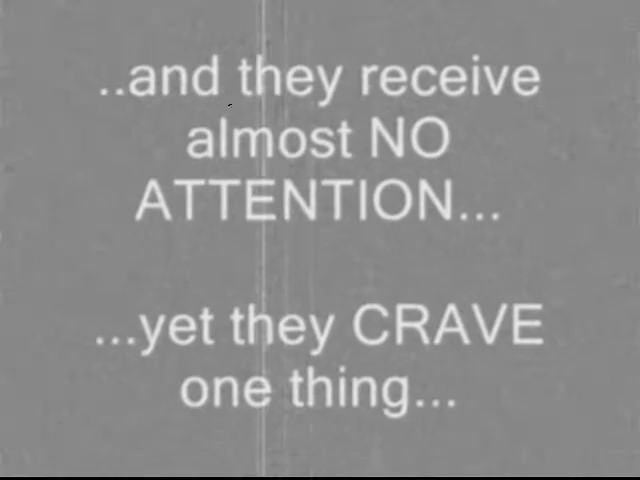 ..and they receive
almost NO
ATTENTION...
...yet they CRAVE
one thing...